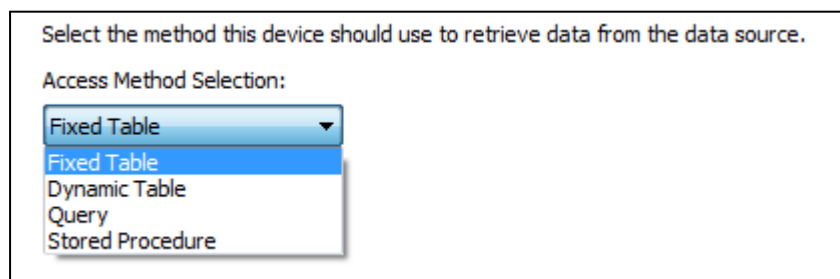 Select the method this device should use to retrieve data from the data source.
Access Method Selection:
Fixed Table
Fixed Table
Dynamic Table
Query
Stored Procedure